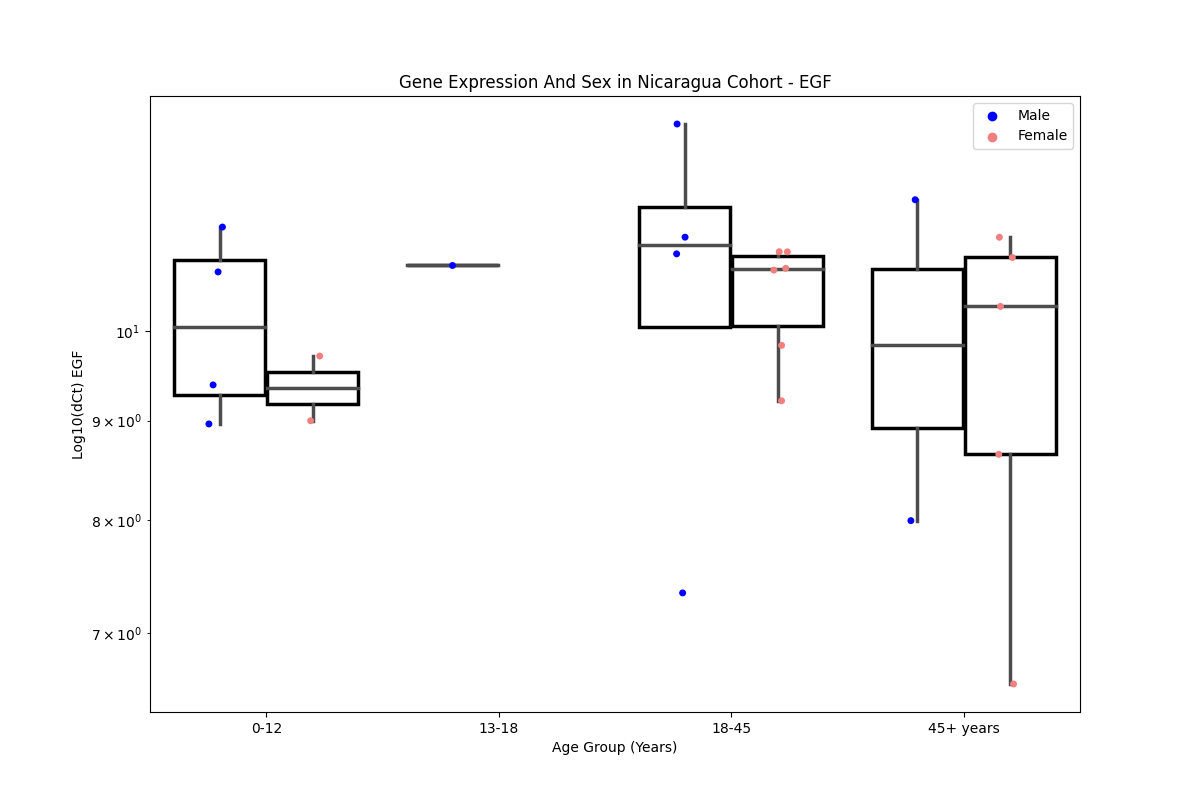 Gene Expression And Sex in Nicaragua Cohort - EGF
Male
Female
Log10(dCt) EGF
10¹
9 × 10⁰
8 × 10⁰
7 × 10⁰
0-12
13-18
18-45
45+ years
Age Group (Years)